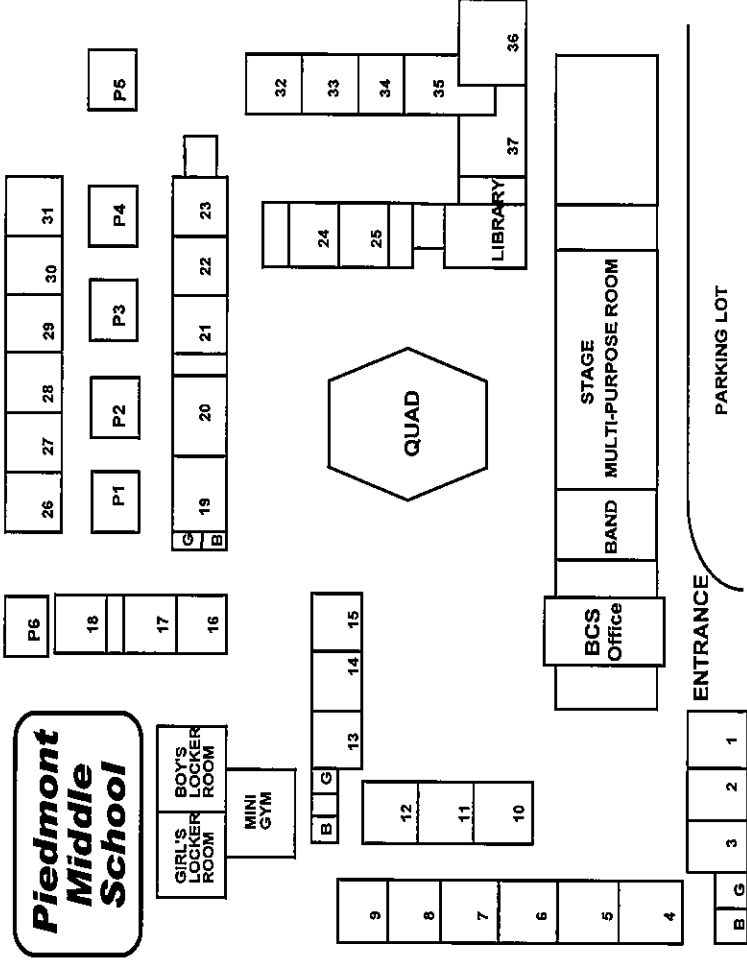 Piedmont
Middle
School
P6
18
17
16
26
27
28
29
30
31
P1
P2
P3
P4
P5
G
B
19
20
21
22
23
GIRL'S
LOCKER
ROOM
BOY'S
LOCKER
ROOM
MINI
GYM
B
G
13
14
15
12
11
10
9
8
7
6
5
4
B
G
3
2
1
QUAD
24
25
LIBRARY
32
33
34
35
36
37
BCS
Office
BAND
STAGE
MULTI-PURPOSE ROOM
ENTRANCE
PARKING LOT